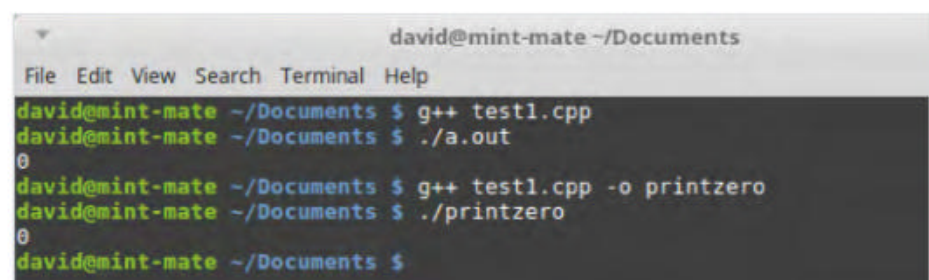 david@mint-mate ~/Documents
File Edit View Search Terminal Help
david@mint-mate ~/Documents $ g++ test1.cpp
david@mint-mate ~/Documents $ ./a.out
0
david@mint-mate ~/Documents $ g++ test1.cpp -o printzero
david@mint-mate ~/Documents $ ./printzero
0
david@mint-mate ~/Documents $